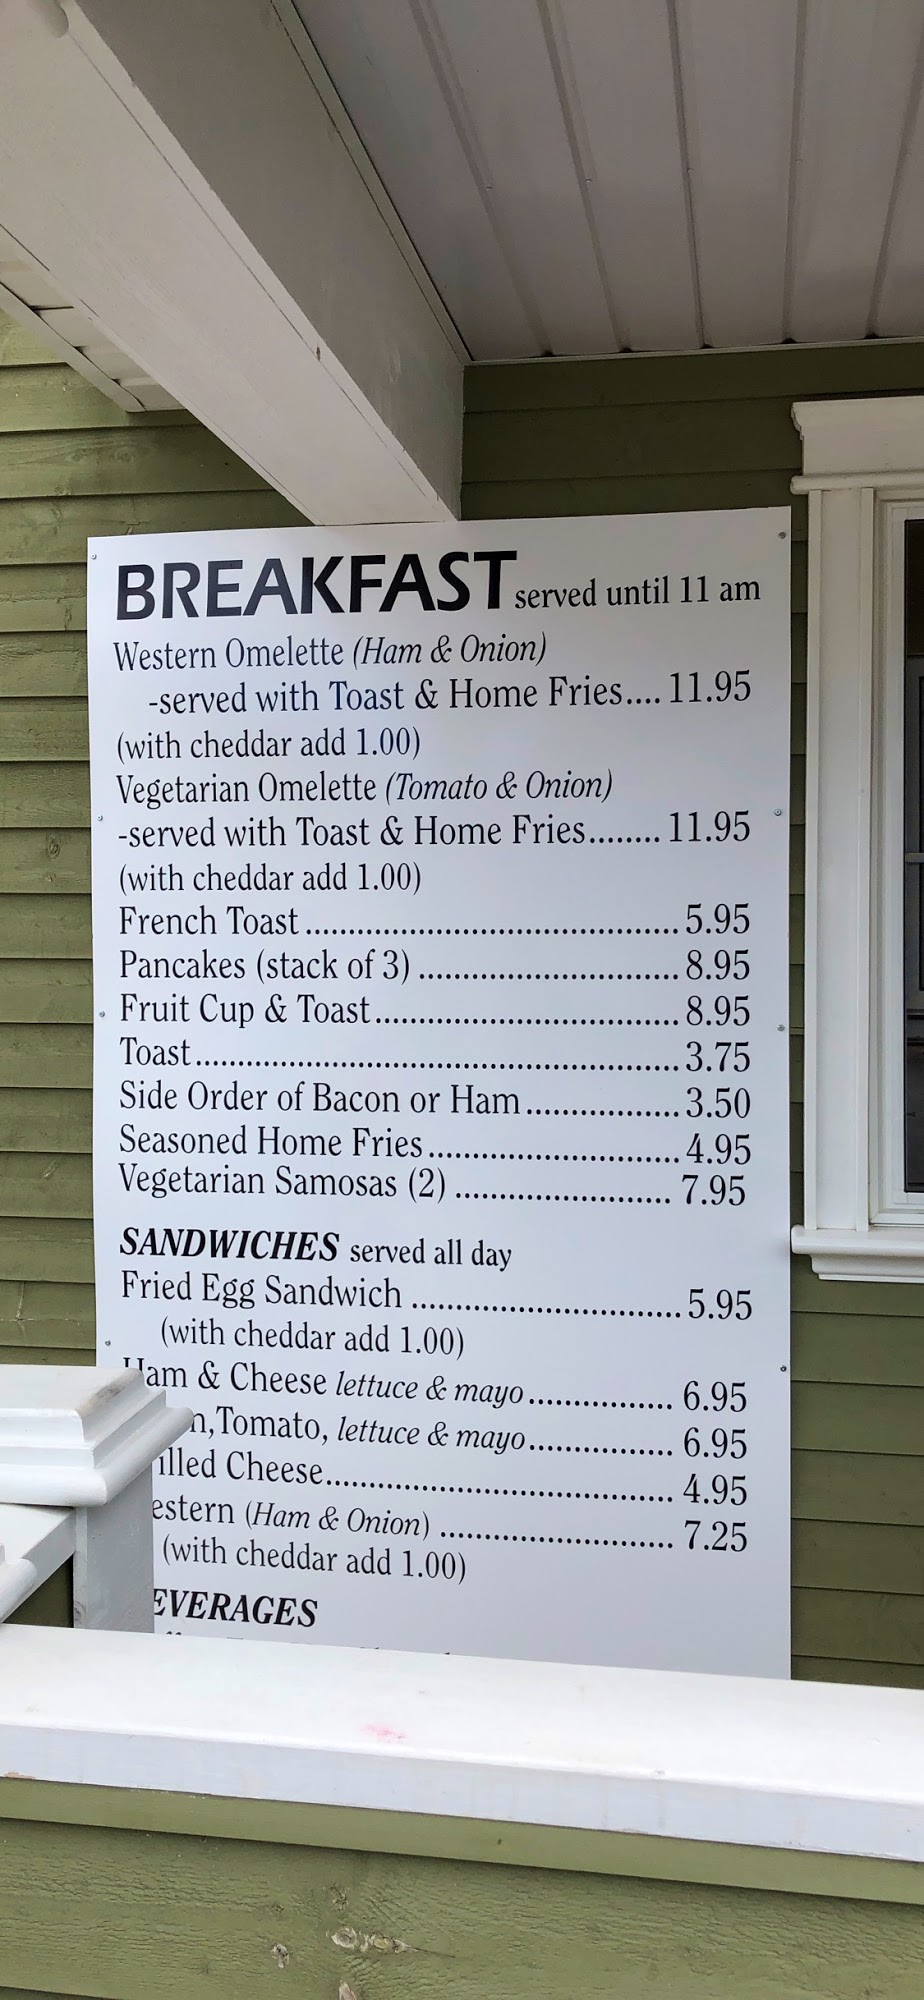 BREAKFAST served until 11 am
Western Omelette (Ham & Onion)
-served with Toast & Home Fries.... 11.95
(with cheddar add 1.00)
Vegetarian Omelette (Tomato & Onion)
-served with Toast & Home Fries........ 11.95
(with cheddar add 1.00)
French Toast .......................................... 5.95
Pancakes (stack of 3) ............................. 8.95
Fruit Cup & Toast.................................. 8.95
Toast...................................................... 3.75
Side Order of Bacon or Ham................. 3.50
Seasoned Home Fries............................ 4.95
Vegetarian Samosas (2) ........................ 7.95
SANDWICHES served all day
Fried Egg Sandwich .............................. 5.95
(with cheddar add 1.00)
Ham & Cheese lettuce & mayo................ 6.95
Tomato, lettuce & mayo................ 6.95
Cheese....................................... 4.95
Western (Ham & Onion) .......................... 7.25
(with cheddar add 1.00)
BEVERAGES